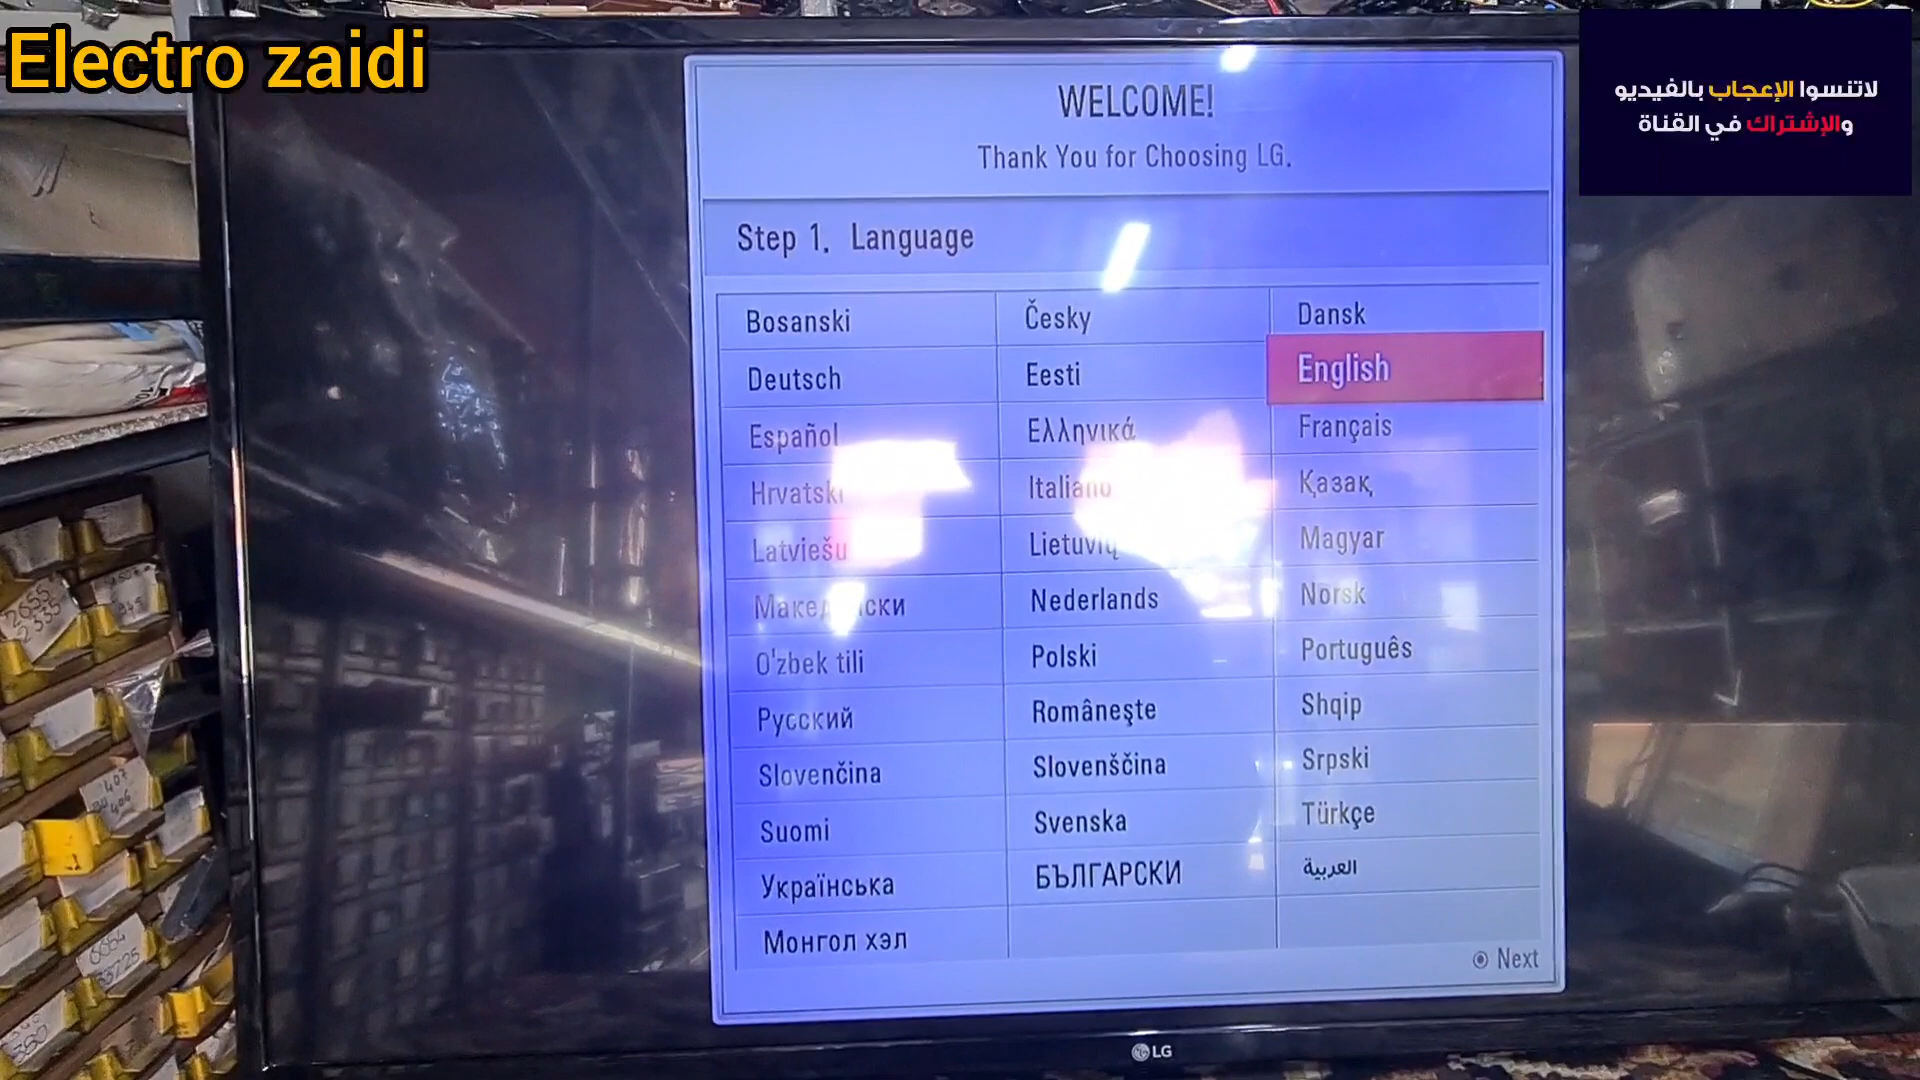 Electro zaidi
لاتنسوا الإعجاب بالفيديو
والإشتراك في القناة
WELCOME!
Thank You for Choosing LG.
Step 1. Language
Bosanski Česky Dansk
Deutsch Eesti English
Español Ελληνικά Français
Hrvatski Italiano Қазақ
Latviešu Lietuvių Magyar
Nederlands Norsk
O'zbek tili Polski Português
Русский Româneşte Shqip
Slovenčina Slovenščina Srpski
Suomi Svenska Türkçe
Українська БЪЛГАРСКИ العربية
Монгол хэл
Next
LG